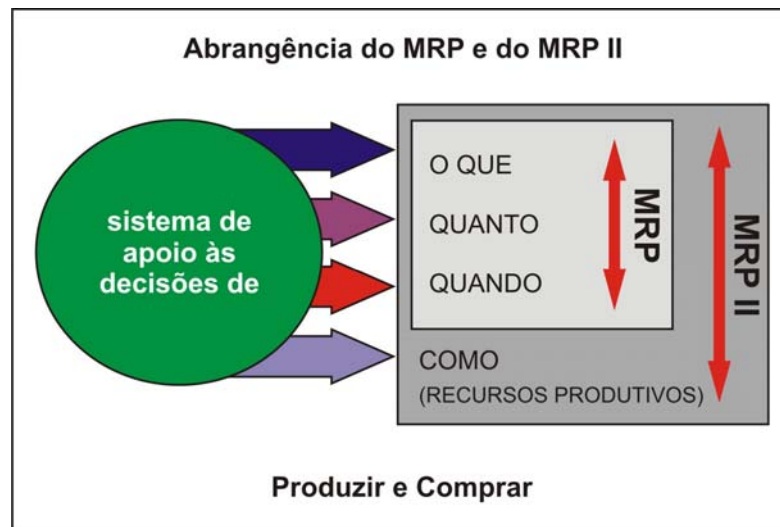 Abrangência do MRP e do MRP II
sistema de
apoio às
decisões de
O QUE
QUANTO
QUANDO
MRP
MRP II
COMO
(RECURSOS PRODUTIVOS)
Produzir e Comprar